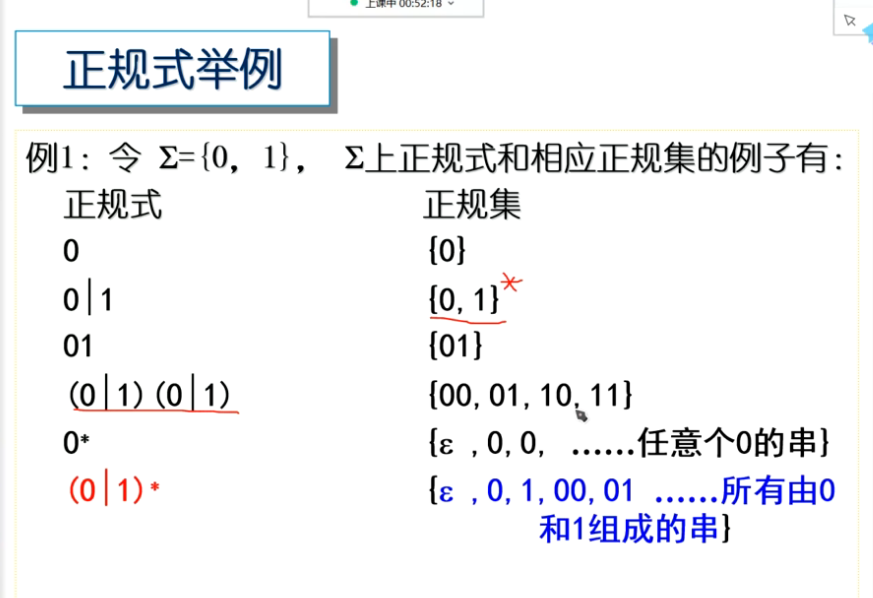 上课中 00:52:18
正规式举例
例1：令 Σ={0, 1}， Σ上正规式和相应正规集的例子有：
正规式 正规集
0 {0}
0|1 {0,1}*
01 {01}
(0|1)(0|1) {00,01,10,11}
0* {ε ,0,0, ……任意个0的串}
(0|1)* {ε ,0,1,00,01 ……所有由0
和1组成的串}